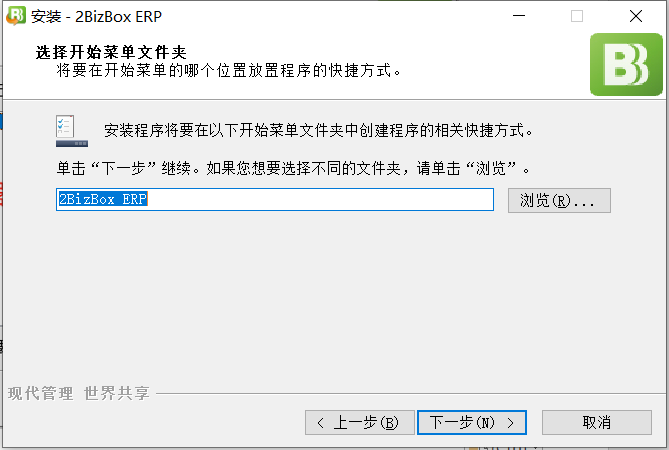 安装 - 2BizBox ERP
选择开始菜单文件夹
将要在开始菜单的哪个位置放置程序的快捷方式。
安装程序将要在以下开始菜单文件夹中创建程序的相关快捷方式。
单击“下一步”继续。如果您想要选择不同的文件夹，请单击“浏览”。
2BizBox ERP
浏览(R)...
现代管理 世界共享
< 上一步(B)
下一步(N) >
取消